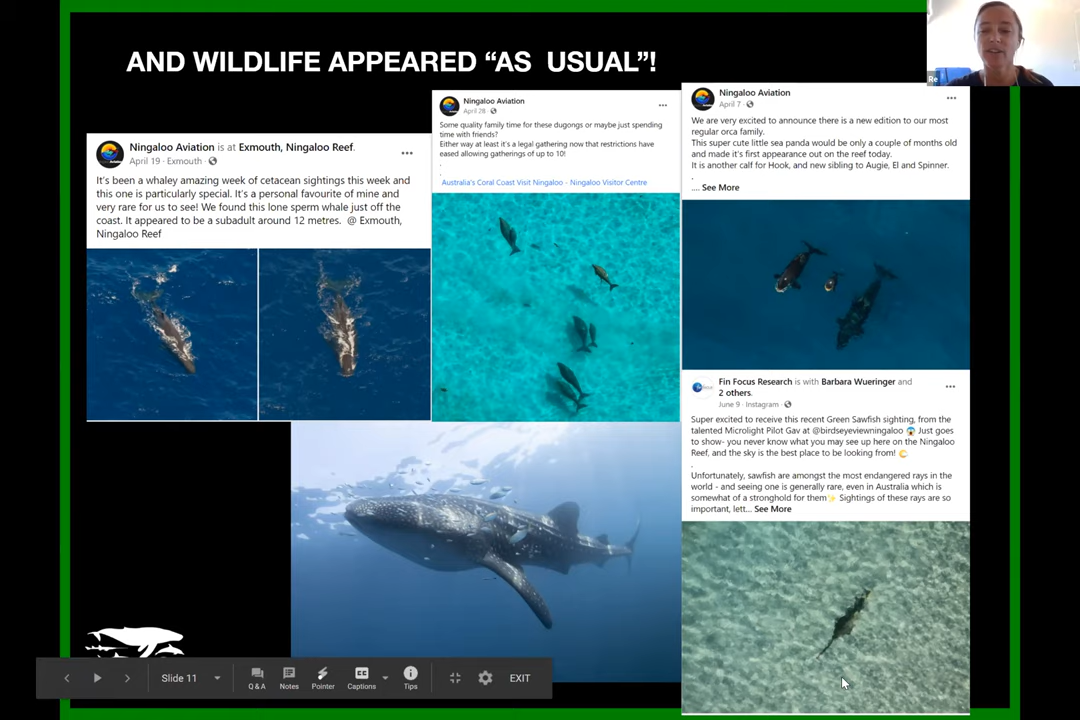 AND WILDLIFE APPEARED “AS USUAL”!
Re
Ningaloo Aviation is at Exmouth, Ningaloo Reef.
April 19 · Exmouth ·
It's been a whaley amazing week of cetacean sightings this week and
this one is particularly special. It's a personal favourite of mine and
very rare for us to see! We found this lone sperm whale just off the
coast. It appeared to be a subadult around 12 metres. @ Exmouth,
Ningaloo Reef
Ningaloo Aviation
April 28 ·
Some quality family time for these dugongs or maybe just spending
time with friends?
Either way at least it's a legal gathering now that restrictions have
eased allowing gatherings of up to 10!
.
.
Australia's Coral Coast Visit Ningaloo - Ningaloo Visitor Centre
Ningaloo Aviation
April 7 ·
We are very excited to announce there is a new edition to our most
regular orca family.
This super cute little sea panda would be only a couple of months old
and made it's first appearance out on the reef today.
It is another calf for Hook, and new sibling to Augie, El and Spinner.
.
.... See More
Fin Focus Research is with Barbara Wueringer and
2 others.
June 9 · Instagram ·
Super excited to receive this recent Green Sawfish sighting, from the
talented Microlight Pilot Gav at @birdseyeviewningaloo Just goes
to show- you never know what you may see up here on the Ningaloo
Reef, and the sky is the best place to be looking from!
.
Unfortunately, sawfish are amongst the most endangered rays in the
world - and seeing one is generally rare, even in Australia which is
somewhat of a stronghold for them Sightings of these rays are so
important, lett... See More
Slide 11
Q & A
Notes
Pointer
Captions
Tips
EXIT